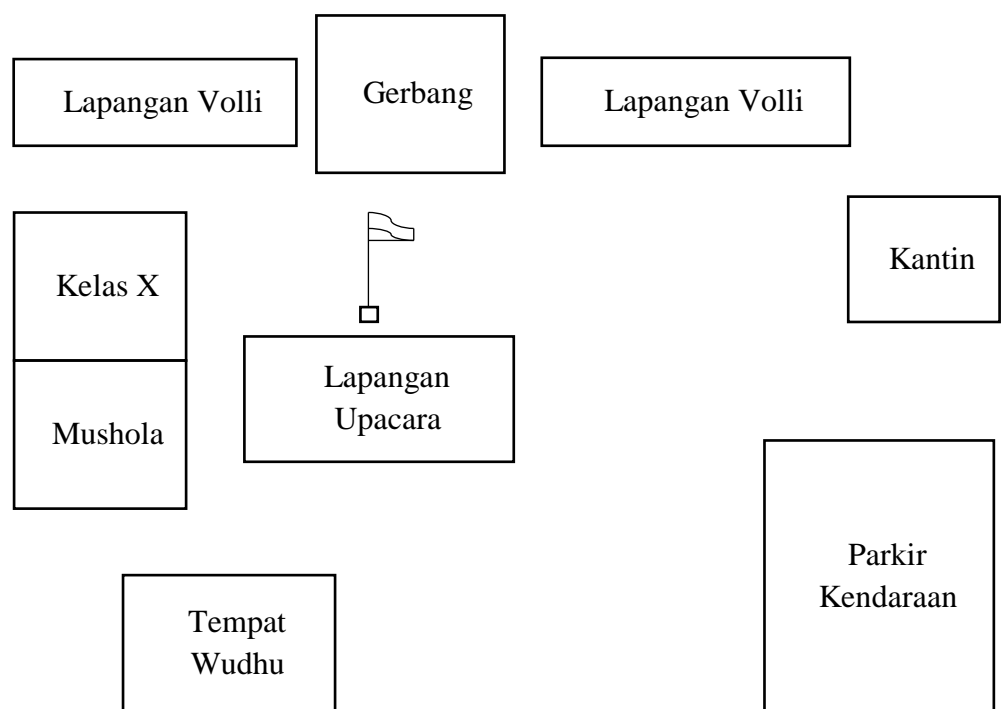 Lapangan Volli
Gerbang
Lapangan Volli
Kelas X
Kantin
Lapangan
Upacara
Mushola
Parkir
Kendaraan
Tempat
Wudhu